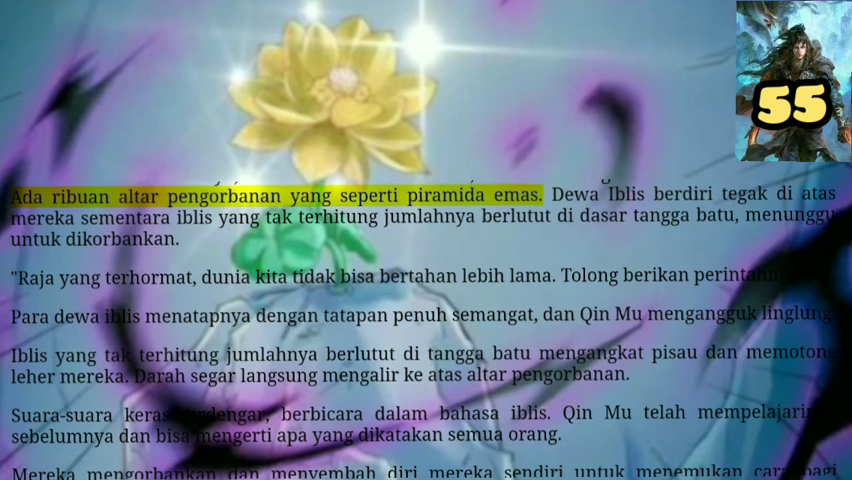 55
Ada ribuan altar pengorbanan yang seperti piramida emas. Dewa Iblis berdiri tegak di atas
mereka sementara iblis yang tak terhitung jumlahnya berlutut di dasar tangga batu, menunggu
untuk dikorbankan.
"Raja yang terhormat, dunia kita tidak bisa bertahan lebih lama. Tolong berikan
Para dewa iblis menatapnya dengan tatapan penuh semangat, dan Qin Mu mengangguk linglung.
Iblis yang tak terhitung jumlahnya berlutut di tangga batu mengangkat pisau dan memotong
leher mereka. Darah segar langsung mengalir ke atas altar pengorbanan.
Suara-suara keras terdengar, berbicara dalam bahasa iblis. Qin Mu telah
sebelumnya dan bisa mengerti apa yang dikatakan semua orang.
Mereka mengorbankan dan menyembah diri mereka sendiri untuk menemukan cara bagi